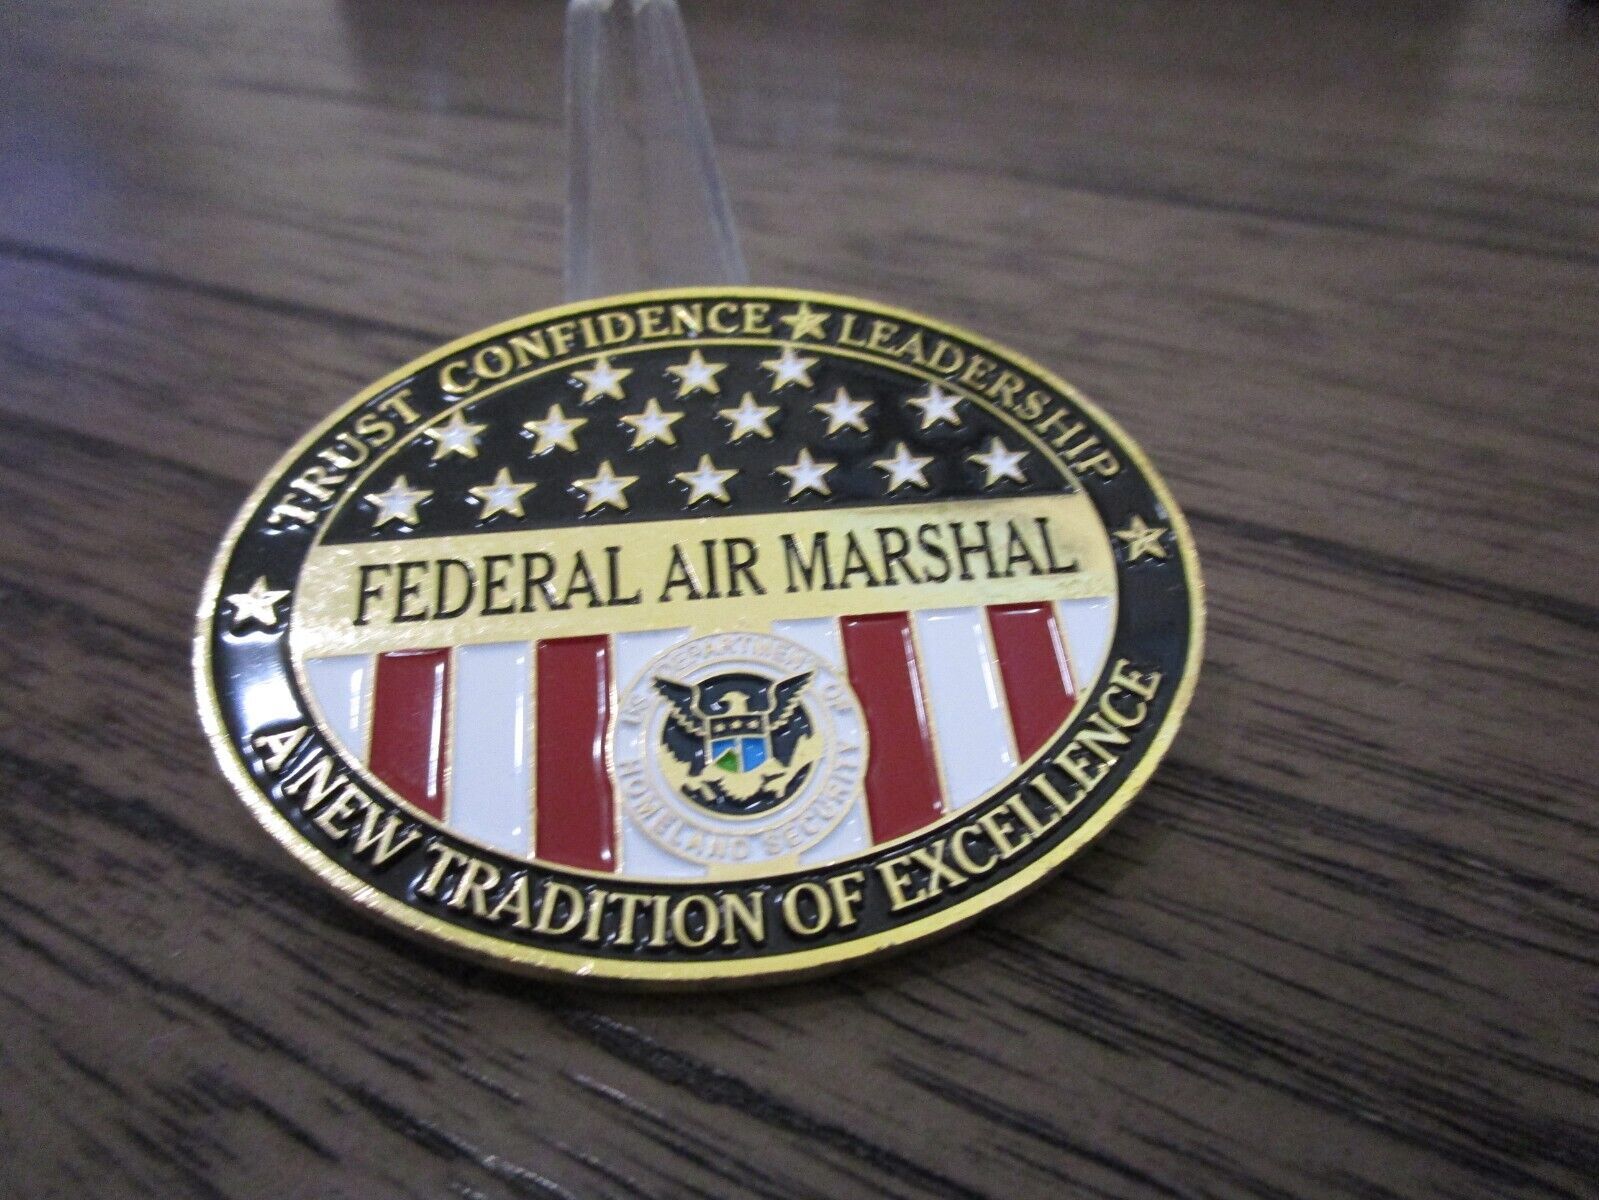 TRUST CONFIDENCE ★ LEADERSHIP
FEDERAL AIR MARSHAL
U.S. DEPARTMENT OF
HOMELAND SECURITY
A NEW TRADITION OF EXCELLENCE